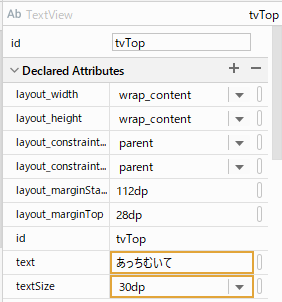 Ab TextView tvTop
id tvTop
Declared Attributes
layout_width wrap_content
layout_height wrap_content
layout_constraint... parent
layout_constraint... parent
layout_marginSta... 112dp
layout_marginTop 28dp
id tvTop
text あっちむいて
textSize 30dp